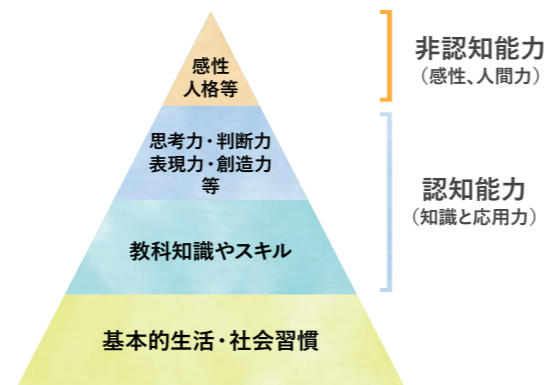 感性
人格等
非認知能力
（感性、人間力）
思考力・判断力
表現力・創造力
等
認知能力
（知識と応用力）
教科知識やスキル
基本的生活・社会習慣